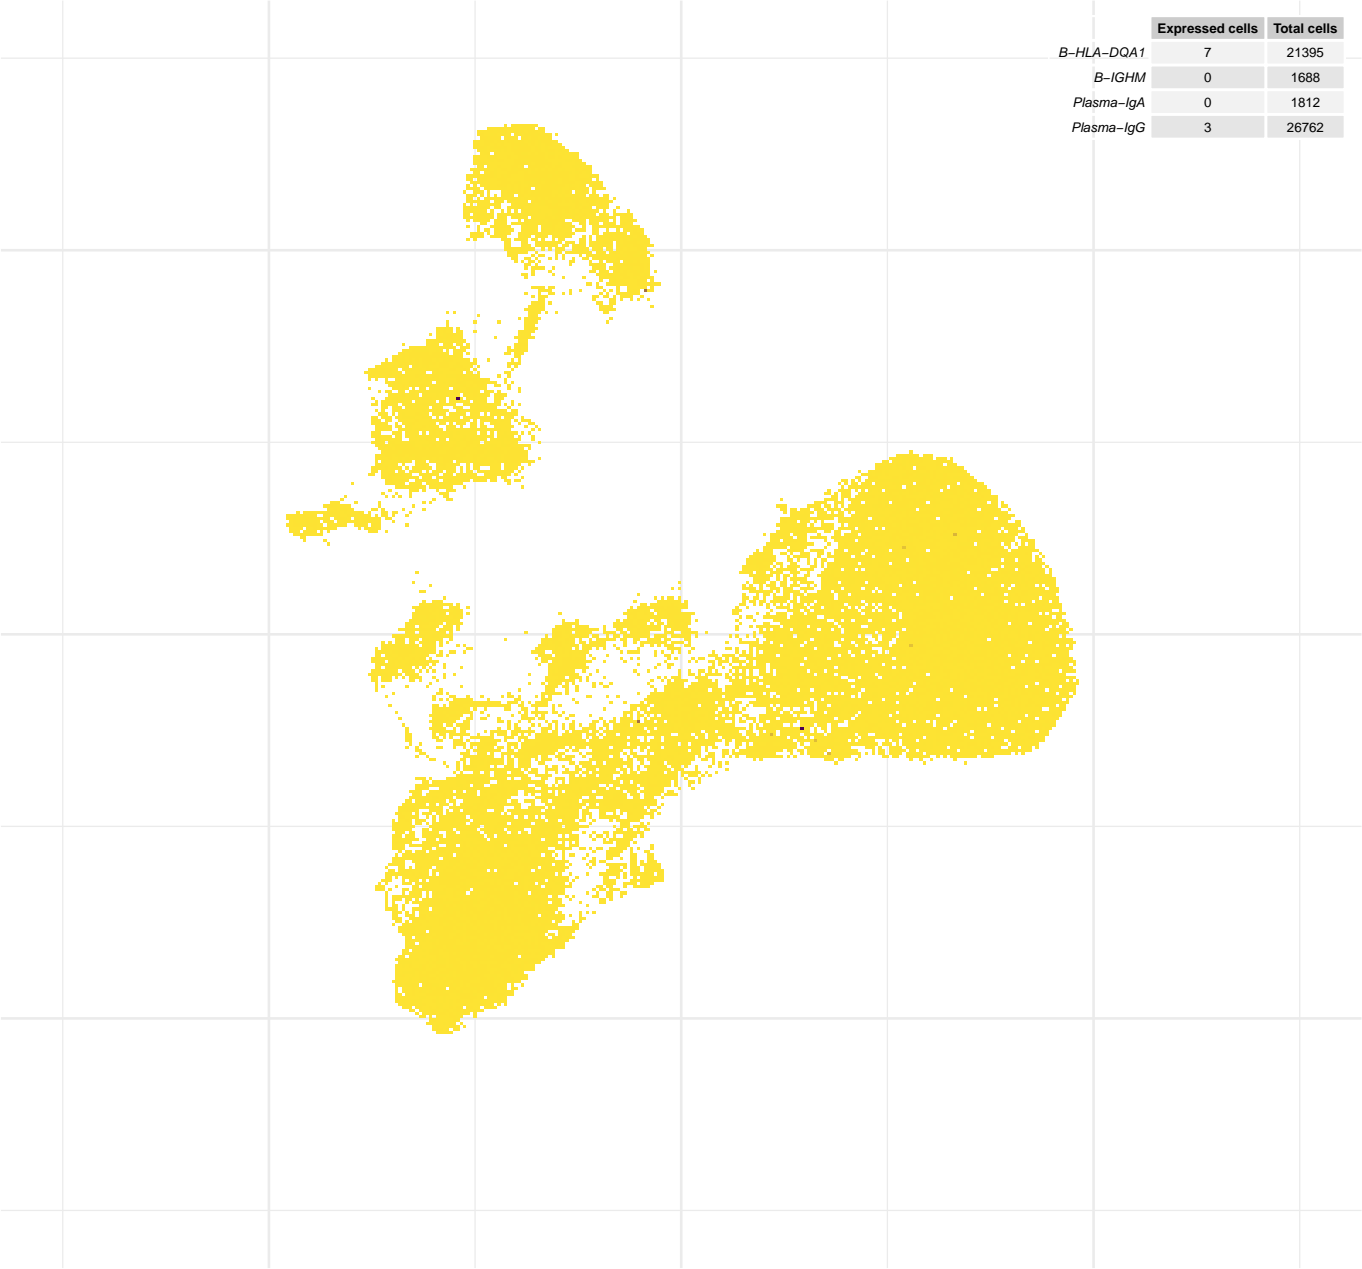 Expressed cells Total cells
B−HLA−DQA1 7 21395
B−IGHM 0 1688
Plasma−IgA 0 1812
Plasma−IgG 3 26762